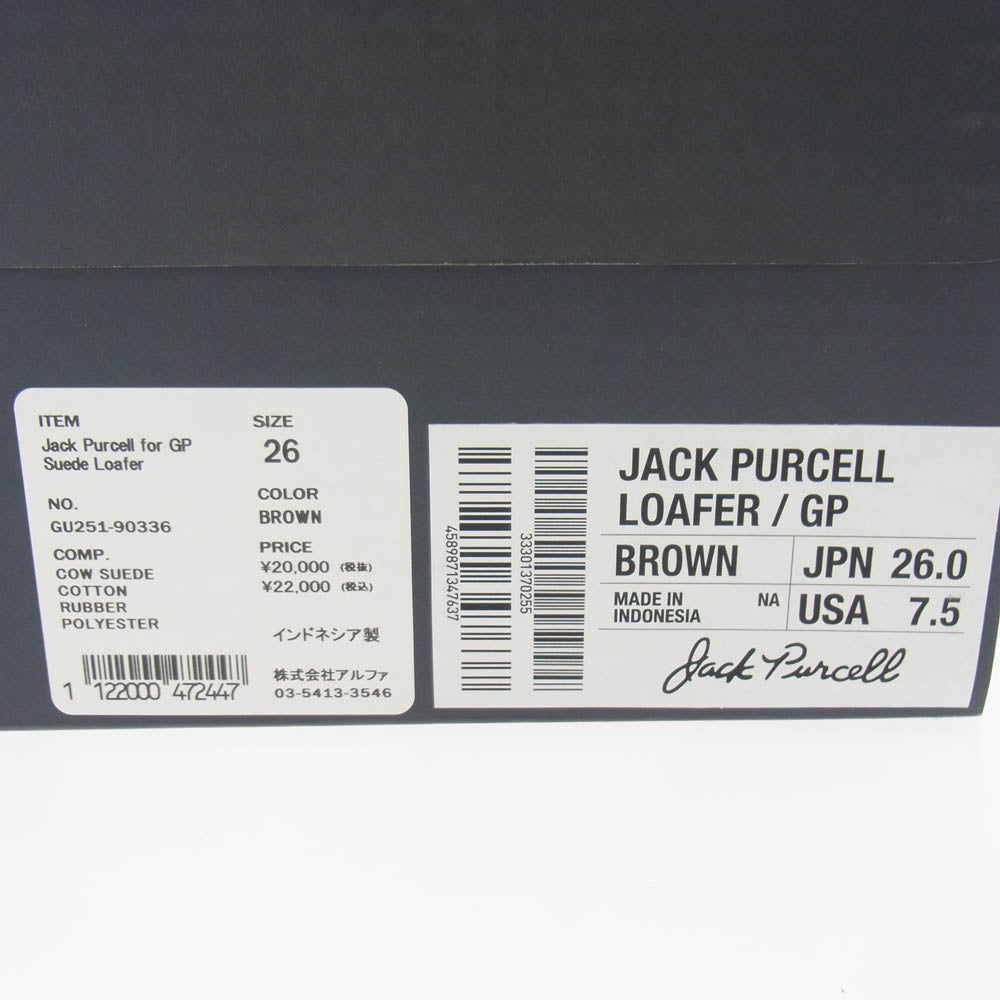 ITEM
Jack Purcell for GP
Suede Loafer
NO.
GU251-90336
COMP.
COW SUEDE
COTTON
RUBBER
POLYESTER
SIZE
26
COLOR
BROWN
PRICE
¥20,000 (税抜)
¥22,000 (税込)
インドネシア製
株式会社アルファ
03-5413-3546
1 122000 472447
4589871347637
33301370255
JACK PURCELL
LOAFER / GP
BROWN
JPN 26.0
MADE IN
INDONESIA
NA
USA 7.5
Jack Purcell